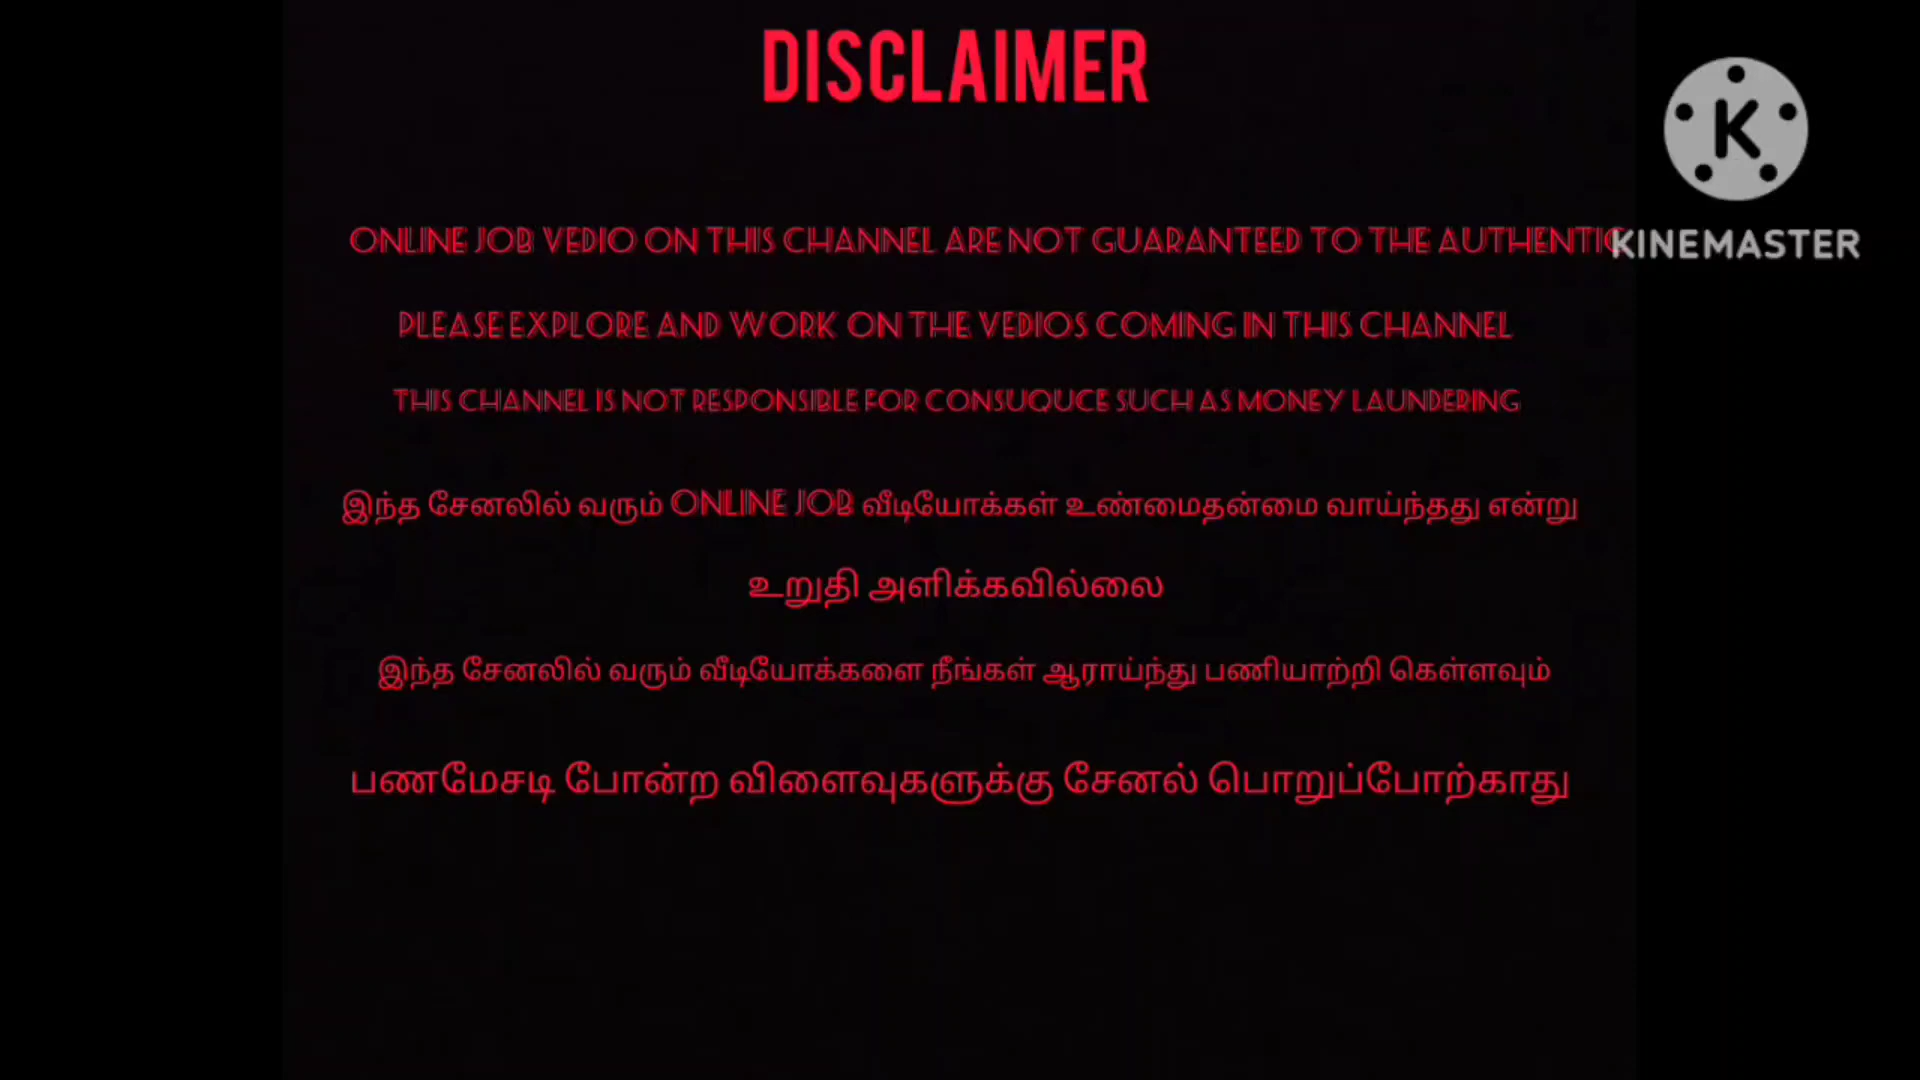 DISCLAIMER
K
KINEMASTER
ONLINE JOB VEDIO ON THIS CHANNEL ARE NOT GUARANTEED TO THE AUTHENTIC
PLEASE EXPLORE AND WORK ON THE VEDIOS COMING IN THIS CHANNEL
THIS CHANNEL IS NOT RESPONSIBLE FOR CONSUQUCE SUCH AS MONEY LAUNDERING
இந்த சேனலில் வரும் ONLINE JOB வீடியோக்கள் உண்மைதன்மை வாய்ந்தது என்று
உறுதி அளிக்கவில்லை
இந்த சேனலில் வரும் வீடியோக்களை நீங்கள் ஆராய்ந்து பணியாற்றி கெள்ளவும்
பணமேசடி போன்ற விளைவுகளுக்கு சேனல் பொறுப்போற்காது